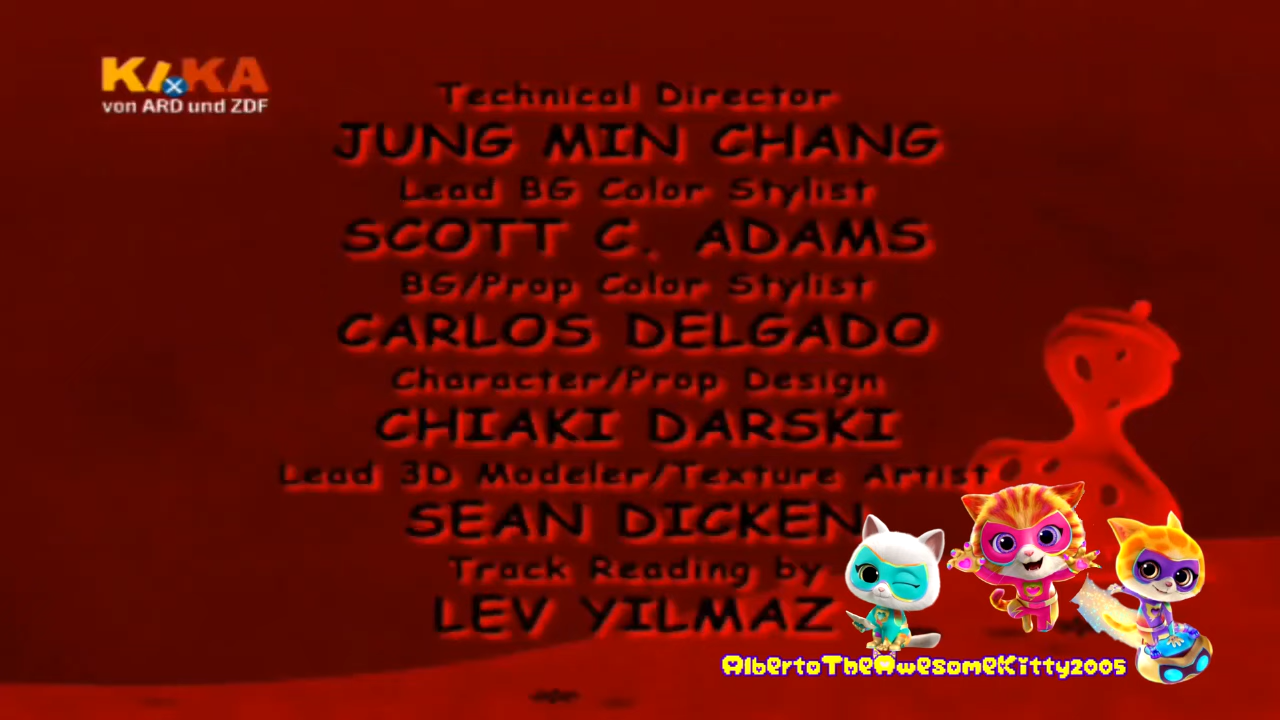 KiKA
von ARD und ZDF
Technical Director
JUNG MIN CHANG
Lead BG Color Stylist
SCOTT C. ADAMS
BG/Prop Color Stylist
CARLOS DELGADO
Character/Prop Design
CHIAKI DARSKI
Lead 3D Modeler/Texture Artist
SEAN DICKEN
Track Reading by
LEV YILMAZ
AlbertoTheAwesomeKitty2005